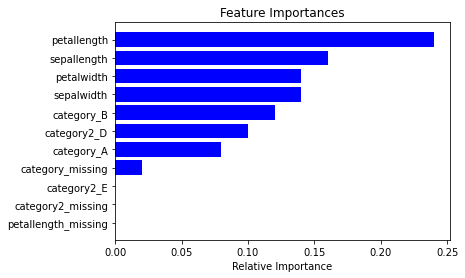 Feature Importances
petallength
sepallength
petalwidth
sepalwidth
category_B
category2_D
category_A
category_missing
category2_E
category2_missing
petallength_missing
0.00 0.05 0.10 0.15 0.20 0.25
Relative Importance